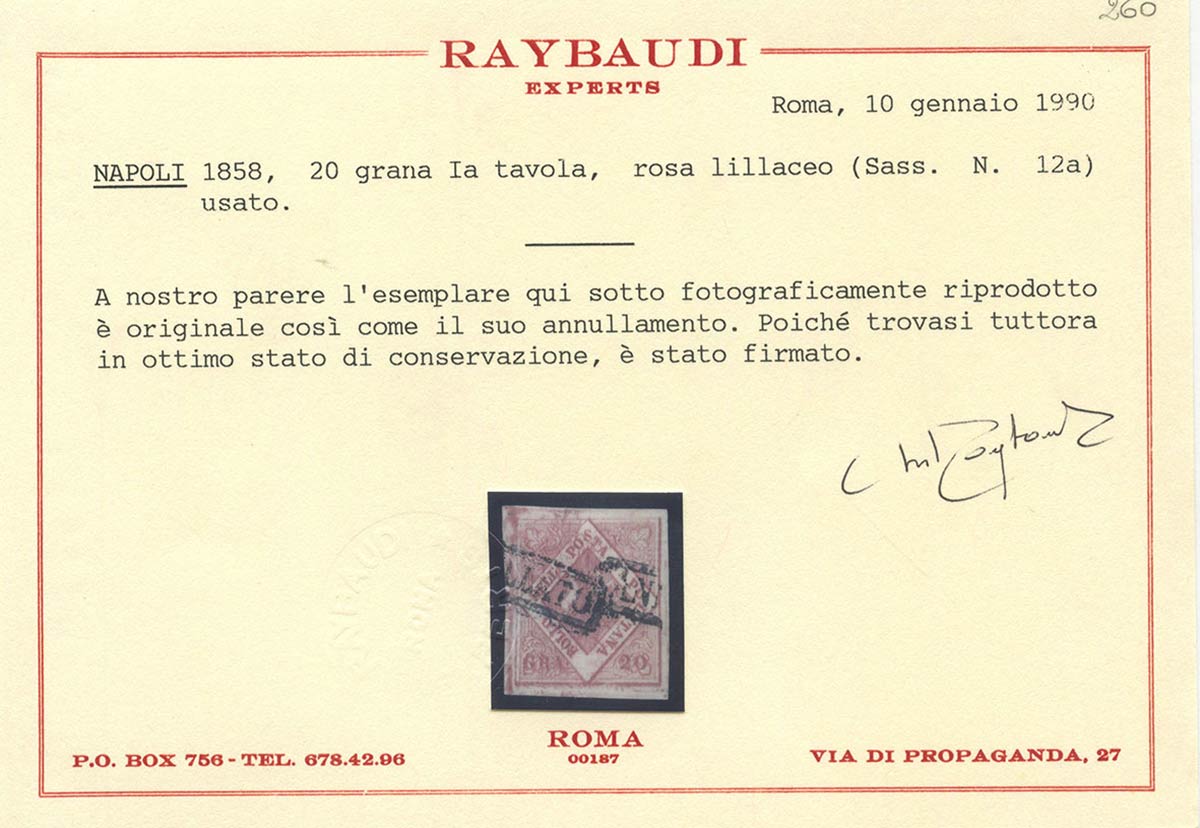 260
RAYBAUDI
EXPERTS
Roma, 10 gennaio 1990
NAPOLI 1858, 20 grana Ia tavola, rosa lillaceo (Sass. N. 12a)
usato.
A nostro parere l'esemplare qui sotto fotograficamente riprodotto
è originale così come il suo annullamento. Poiché trovasi tuttora
in ottimo stato di conservazione, è stato firmato.
POSTA
BOLLO
GRA 20
ROMA
00187
P.O. BOX 756 - TEL. 678.42.96
VIA DI PROPAGANDA, 27